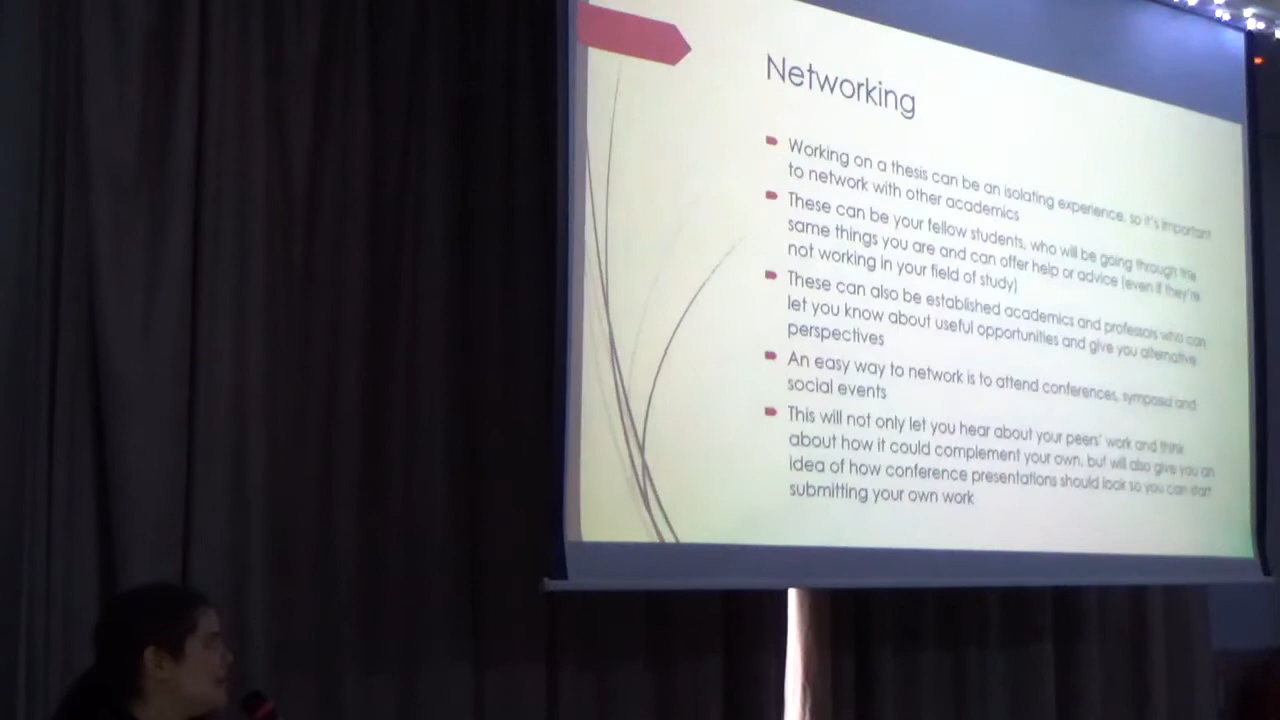 Networking
Working on a thesis can be an isolating experience, so it's important
to network with other academics
These can be your fellow students, who will be going through the
same things you are and can offer help or advice (even if they're
not working in your field of study)
These can also be established academics and professors who can
let you know about useful opportunities and give you alternative
perspectives
An easy way to network is to attend conferences, symposia and
social events
This will not only let you hear about your peers' work and think
about how it could complement your own, but will also give you an
idea of how conference presentations should look so you can start
submitting your own work